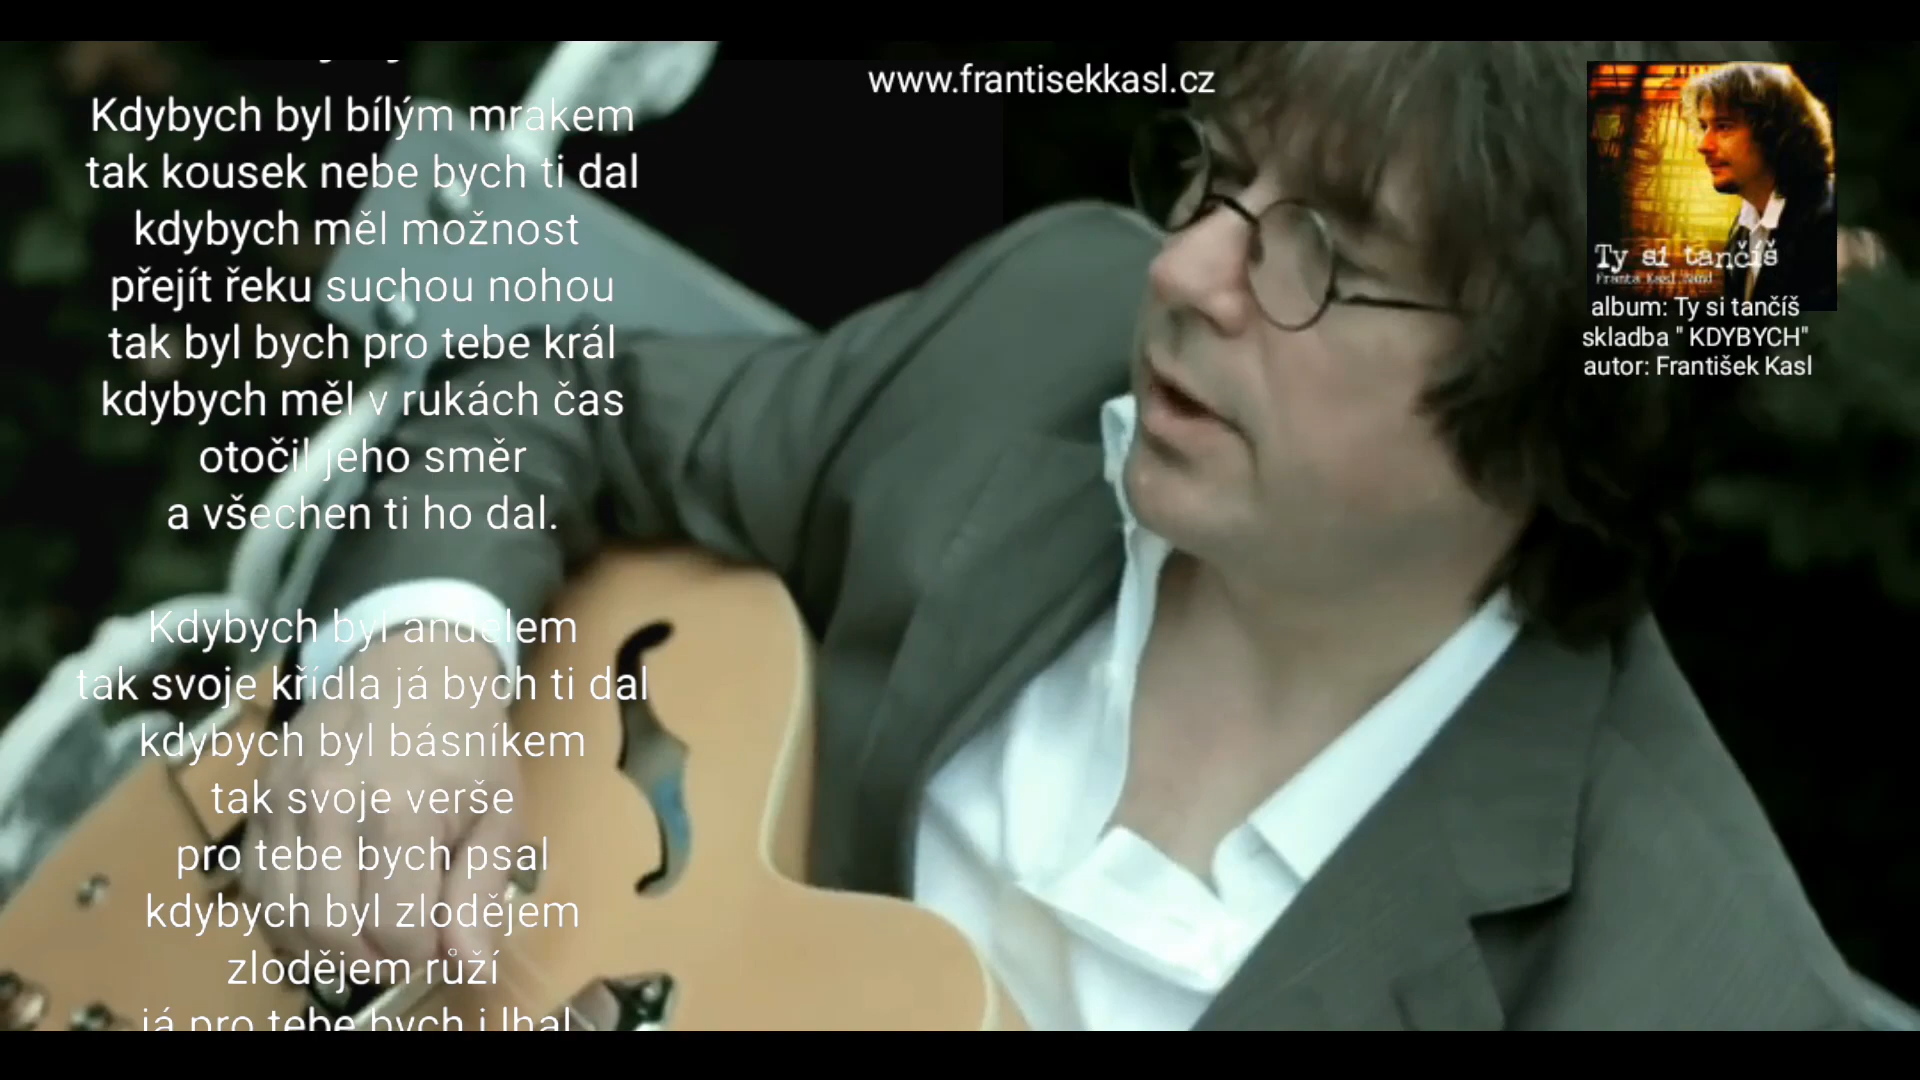 www.frantisekkasl.cz
Kdybych byl bílým mrakem
tak kousek nebe bych ti dal
kdybych měl možnost
přejít řeku suchou nohou
tak byl bych pro tebe král
kdybych měl v rukách čas
otočil jeho směr
a všechen ti ho dal.
Kdybych byl andelem
tak svoje křídla já bych ti dal
kdybych byl básníkem
tak svoje verše
pro tebe bych psal
kdybych byl zlodějem
zlodějem růží
já pro tebe bych i lhal
Ty si tančíš
Franta Kasl Band
album: Ty si tančíš
skladba " KDYBYCH"
autor: František Kasl